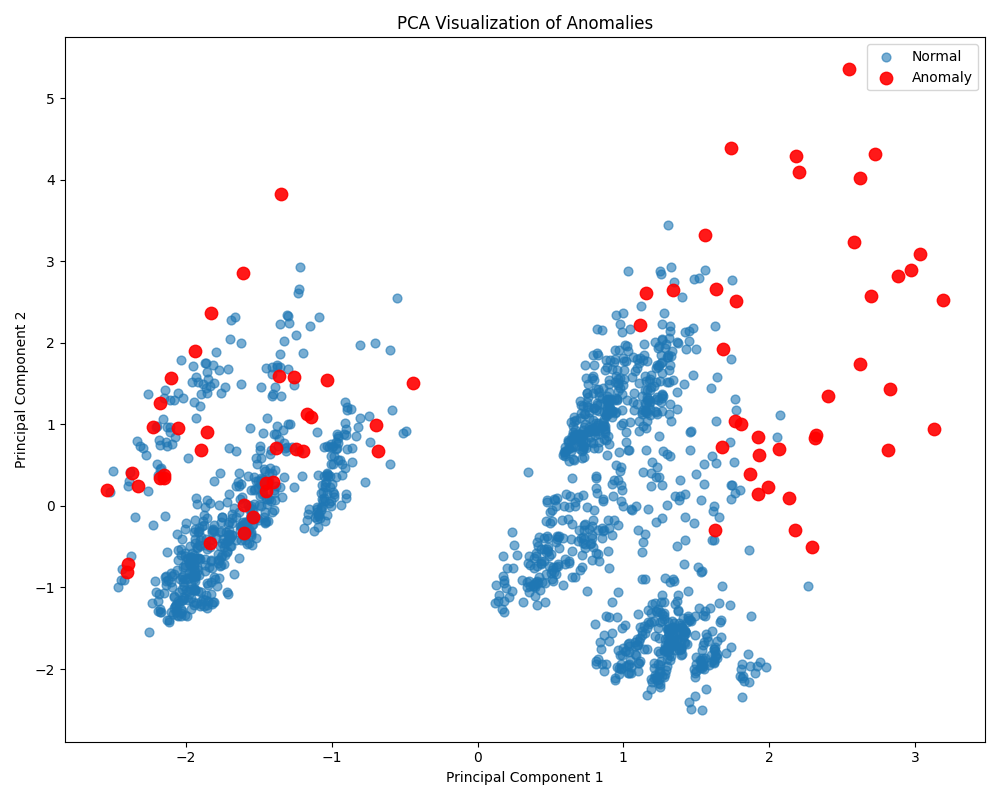 PCA Visualization of Anomalies
Normal
Anomaly
5
4
3
2
1
0
−1
−2
Principal Component 2
−2
−1
0
1
2
3
Principal Component 1